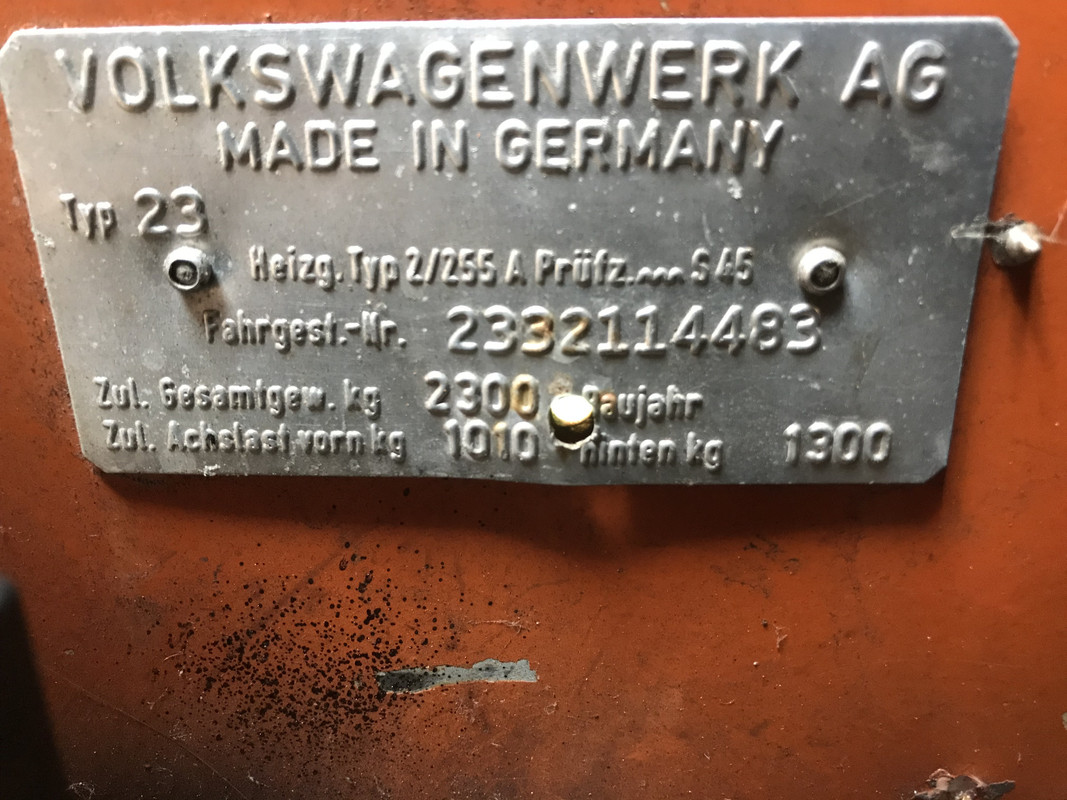 VOLKSWAGENWERK AG
MADE IN GERMANY
Typ 23
Heizg. Typ 2/255 A Prüfz.~~~ S 45
Fahrgest.-Nr. 2332114483
Zul. Gesamtgew. kg 2300 Baujahr
Zul. Achslast vorn kg 1010 hinten kg 1300